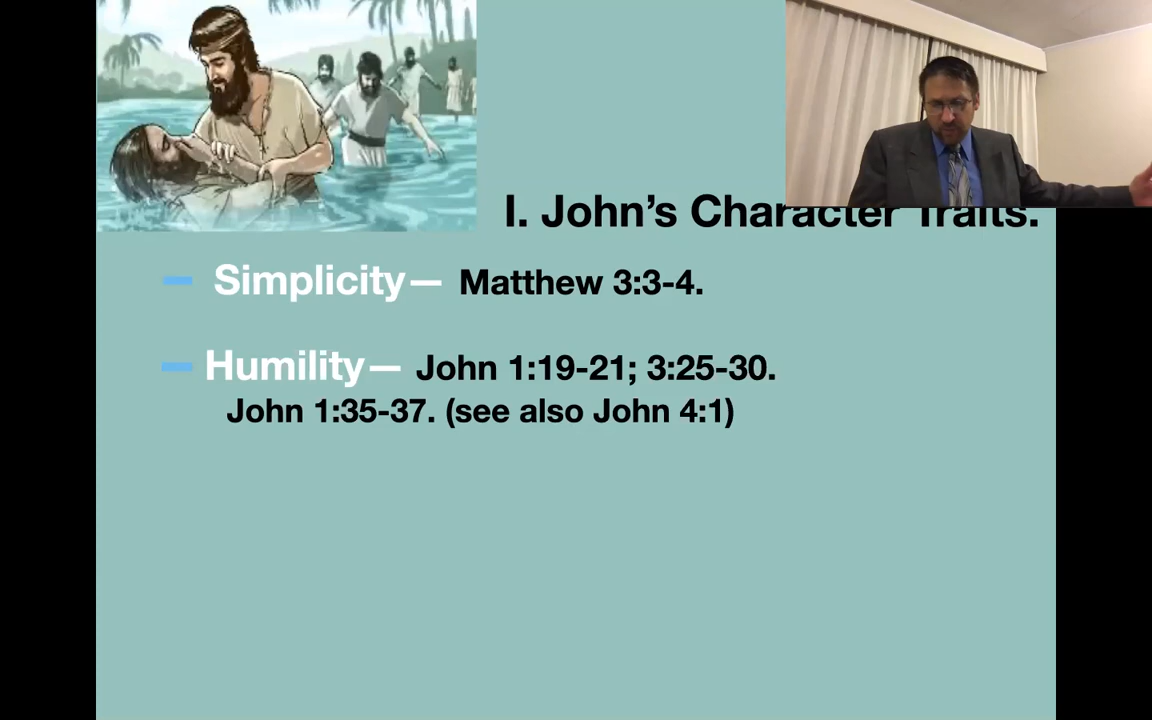 I. John's Character Traits.
Simplicity— Matthew 3:3-4.
Humility— John 1:19-21; 3:25-30.
John 1:35-37. (see also John 4:1)